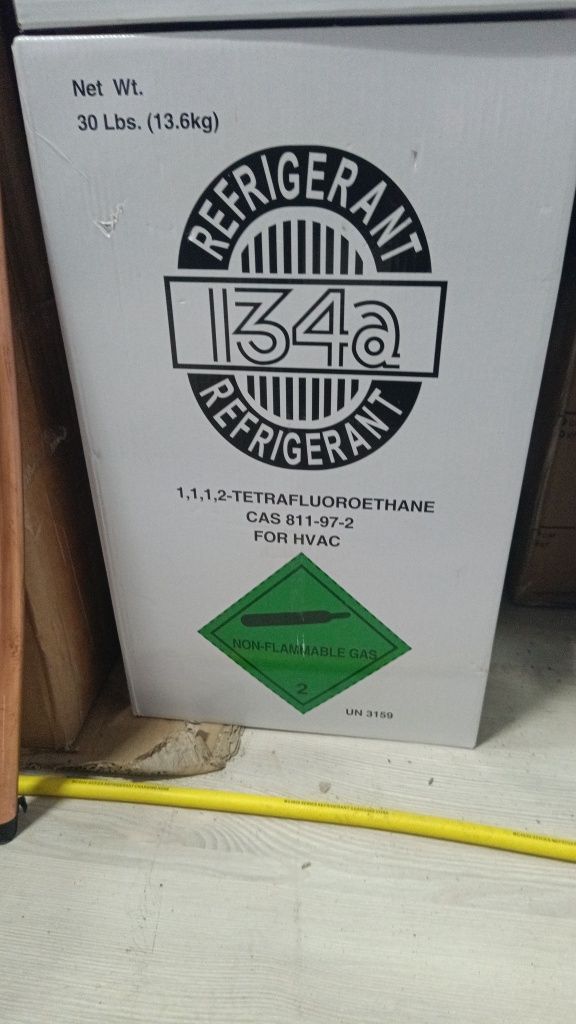 Net Wt.
30 Lbs. (13.6kg)
REFRIGERANT
134a
REFRIGERANT
1,1,1,2-TETRAFLUOROETHANE
CAS 811-97-2
FOR HVAC
NON-FLAMMABLE GAS
2
UN 3159